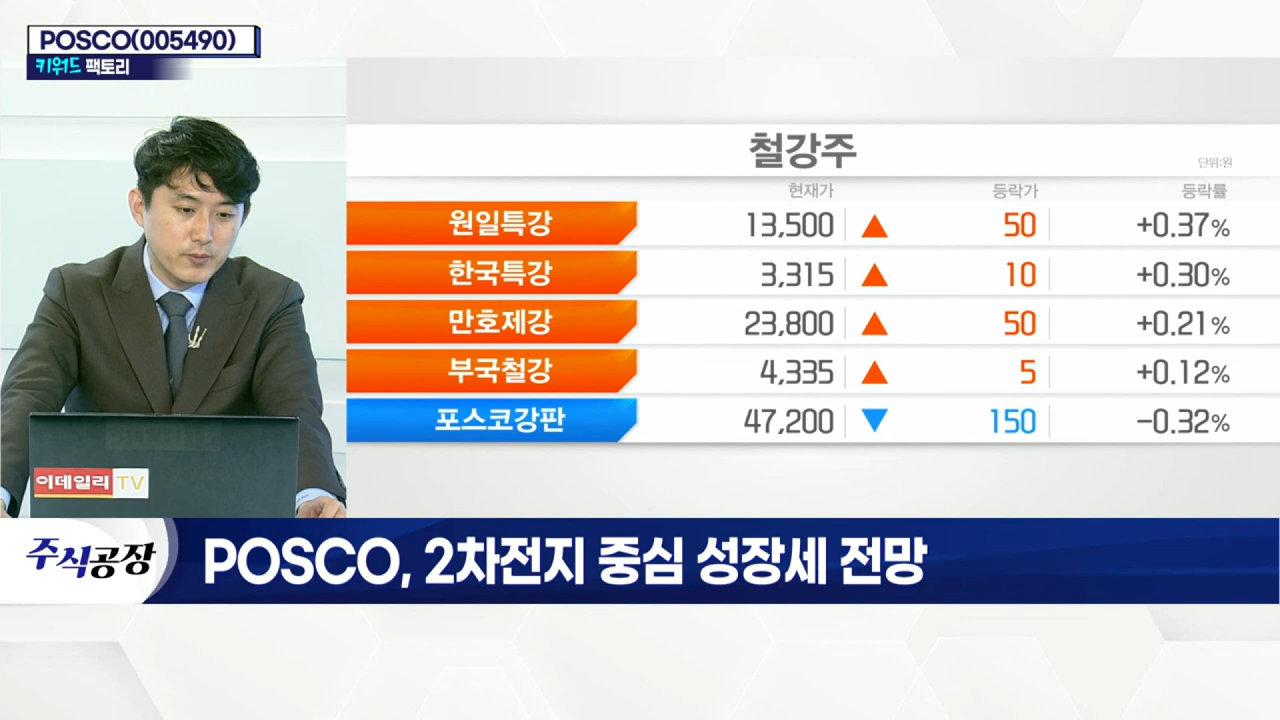 POSCO(005490)
키워드 팩토리
철강주
단위:원
현재가 등락가 등락률
원일특강 13,500 ▲ 50 +0.37%
한국특강 3,315 ▲ 10 +0.30%
만호제강 23,800 ▲ 50 +0.21%
부국철강 4,335 ▲ 5 +0.12%
포스코강판 47,200 ▼ 150 -0.32%
이데일리 TV
주식공장
POSCO, 2차전지 중심 성장세 전망